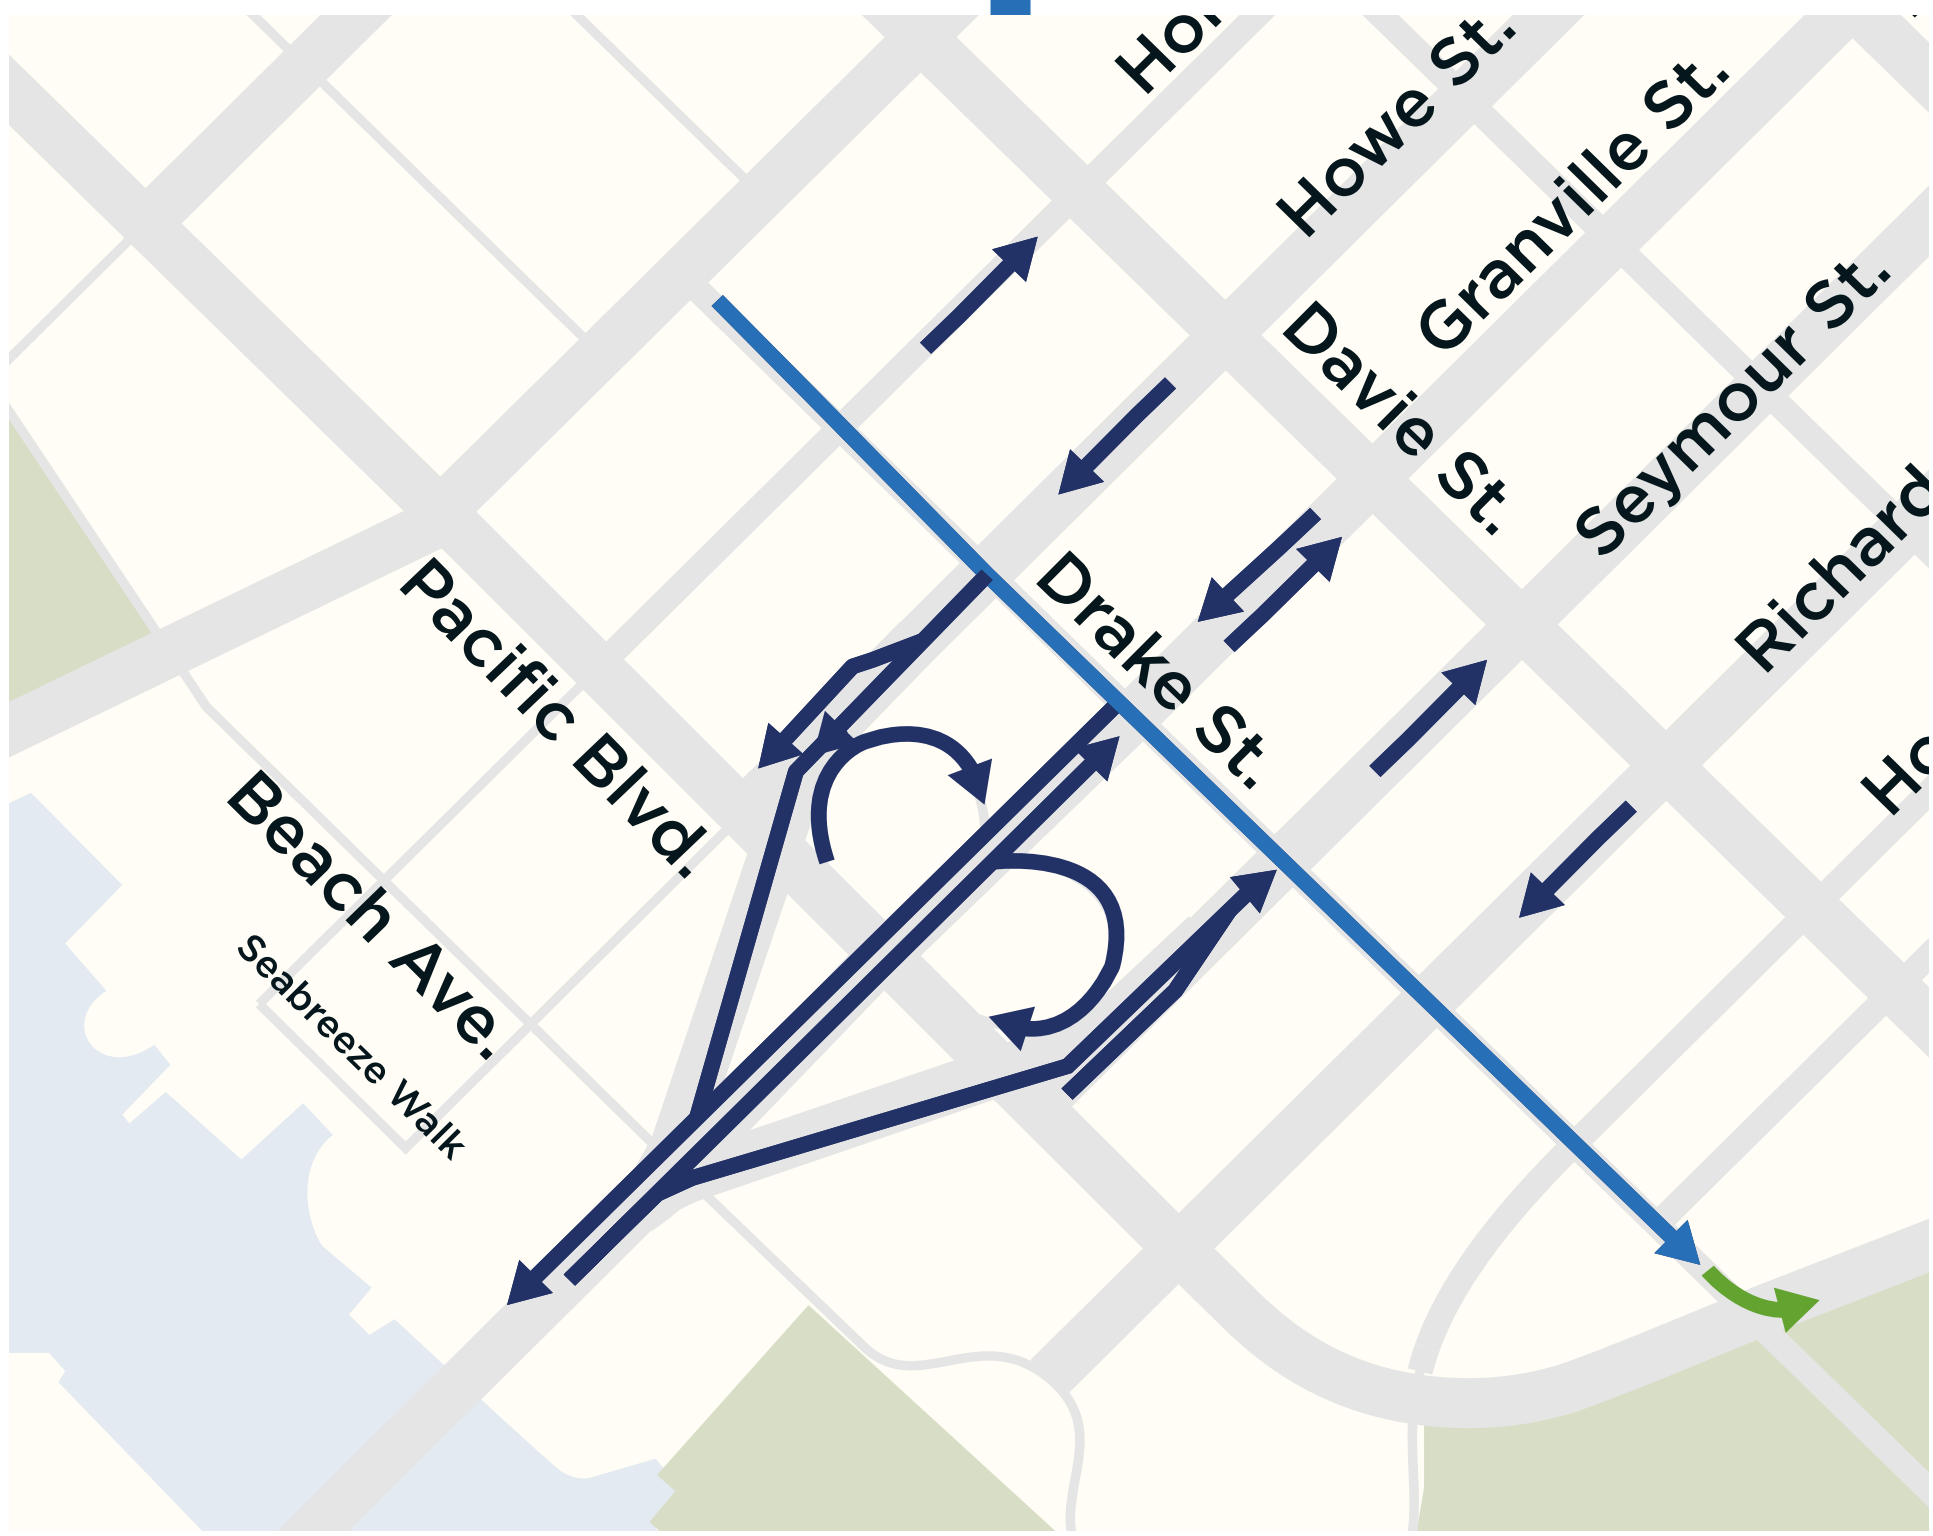 Howe St.
Granville St.
Seymour St.
Davie St.
Drake St.
Pacific Blvd.
Beach Ave.
Seabreeze Walk